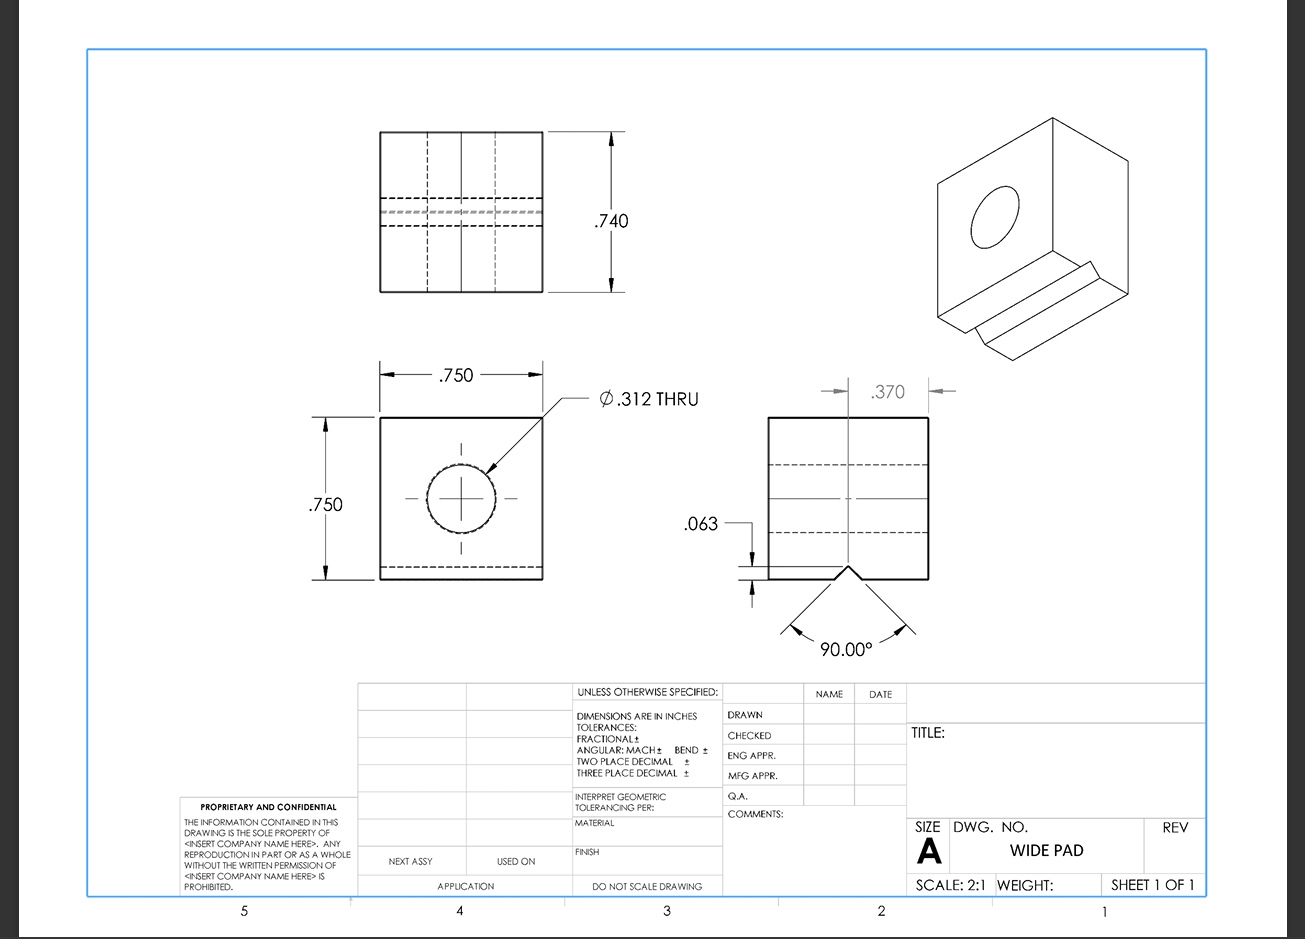 .740
.750
Ø.312 THRU
.370
.750
.063
90.00°
UNLESS OTHERWISE SPECIFIED:
DIMENSIONS ARE IN INCHES
TOLERANCES:
FRACTIONAL±
ANGULAR: MACH± BEND ±
TWO PLACE DECIMAL ±
THREE PLACE DECIMAL ±
INTERPRET GEOMETRIC
TOLERANCING PER:
MATERIAL
FINISH
DO NOT SCALE DRAWING
NAME DATE
DRAWN
CHECKED
ENG APPR.
MFG APPR.
Q.A.
COMMENTS:
TITLE:
SIZE DWG. NO. REV
A WIDE PAD
SCALE: 2:1 WEIGHT: SHEET 1 OF 1
PROPRIETARY AND CONFIDENTIAL
THE INFORMATION CONTAINED IN THIS
DRAWING IS THE SOLE PROPERTY OF
<INSERT COMPANY NAME HERE>. ANY
REPRODUCTION IN PART OR AS A WHOLE
WITHOUT THE WRITTEN PERMISSION OF
<INSERT COMPANY NAME HERE> IS
PROHIBITED.
NEXT ASSY USED ON
APPLICATION
5 4 3 2 1